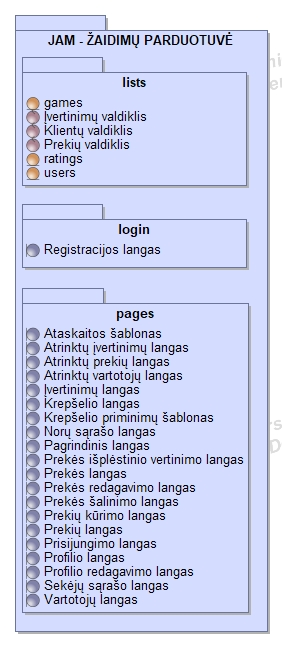 JAM - ŽAIDIMŲ PARDUOTUVĖ
lists
games
Įvertinimų valdiklis
Klientų valdiklis
Prekių valdiklis
ratings
users
login
Registracijos langas
pages
Ataskaitos šablonas
Atrinktų įvertinimų langas
Atrinktų prekių langas
Atrinktų vartotojų langas
Įvertinimų langas
Krepšelio langas
Krepšelio priminimų šablonas
Norų sąrašo langas
Pagrindinis langas
Prekės išplėstinio vertinimo langas
Prekės langas
Prekės redagavimo langas
Prekės šalinimo langas
Prekių kūrimo langas
Prekių langas
Prisijungimo langas
Profilio langas
Profilio redagavimo langas
Sekėjų sąrašo langas
Vartotojų langas